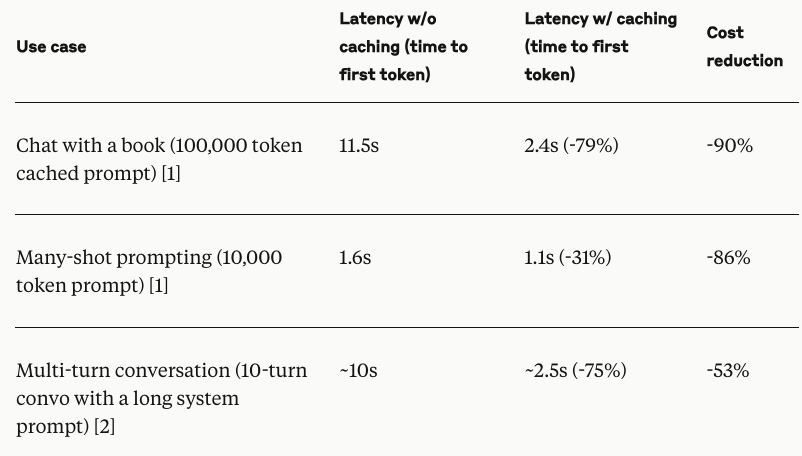 Use case
Latency w/o
caching (time to
first token)
Latency w/ caching
(time to first
token)
Cost
reduction
Chat with a book (100,000 token
cached prompt) [1]
11.5s
2.4s (-79%)
-90%
Many-shot prompting (10,000
token prompt) [1]
1.6s
1.1s (-31%)
-86%
Multi-turn conversation (10-turn
convo with a long system
prompt) [2]
~10s
~2.5s (-75%)
-53%